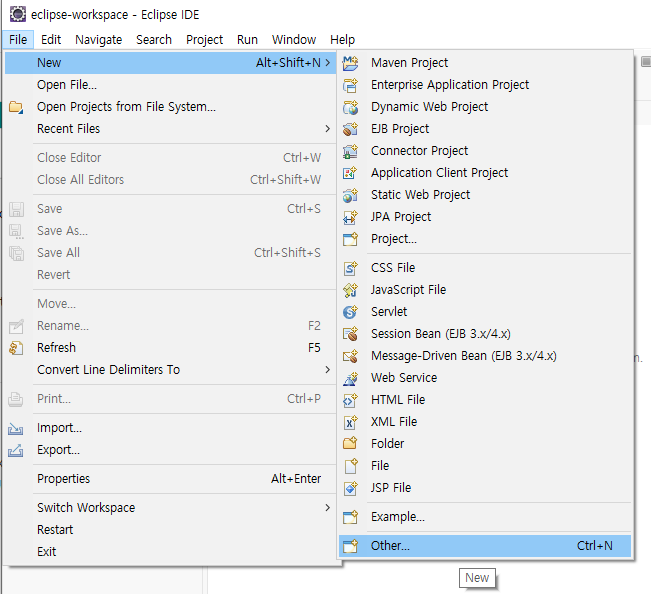 eclipse-workspace - Eclipse IDE
File Edit Navigate Search Project Run Window Help
New Alt+Shift+N
Open File...
Open Projects from File System...
Recent Files
Close Editor Ctrl+W
Close All Editors Ctrl+Shift+W
Save Ctrl+S
Save As...
Save All Ctrl+Shift+S
Revert
Move...
Rename... F2
Refresh F5
Convert Line Delimiters To
Print... Ctrl+P
Import...
Export...
Properties Alt+Enter
Switch Workspace
Restart
Exit
Maven Project
Enterprise Application Project
Dynamic Web Project
EJB Project
Connector Project
Application Client Project
Static Web Project
JPA Project
Project...
CSS File
JavaScript File
Servlet
Session Bean (EJB 3.x/4.x)
Message-Driven Bean (EJB 3.x/4.x)
Web Service
HTML File
XML File
Folder
File
JSP File
Example...
Other... Ctrl+N
New